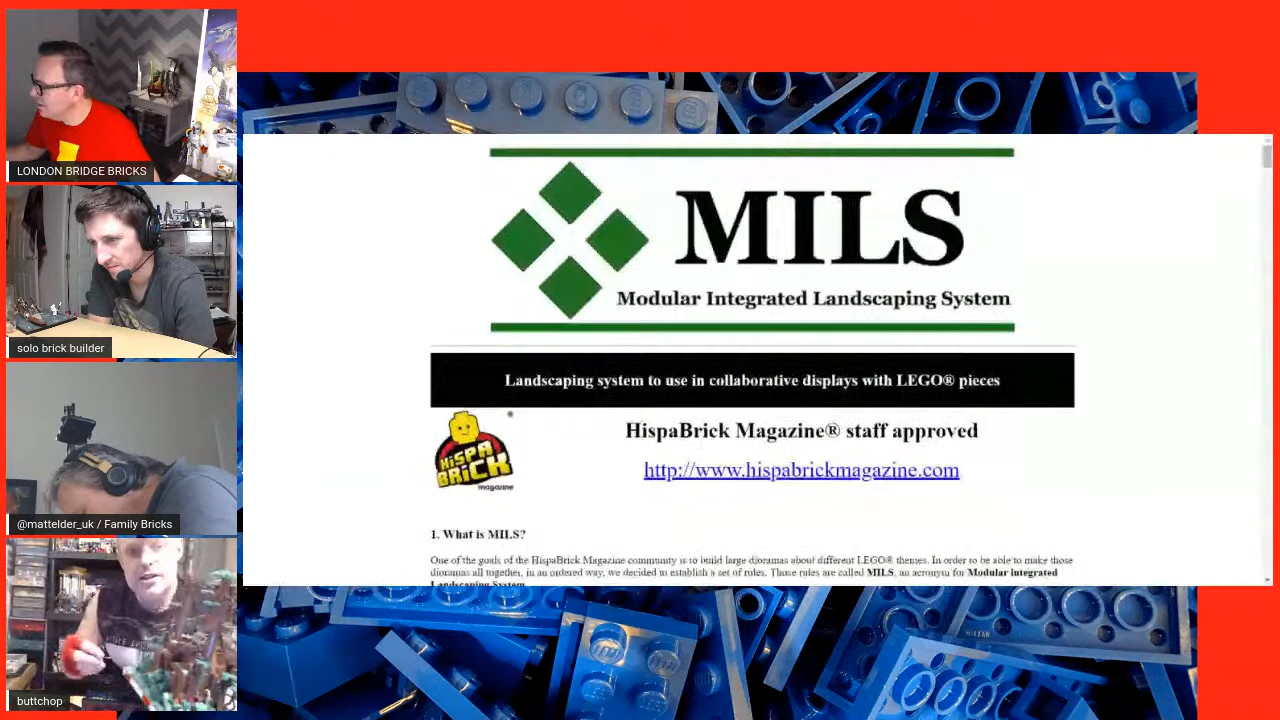 LONDON BRIDGE BRICKS
solo brick builder
@mattelder_uk / Family Bricks
buttchop
MILS
Modular Integrated Landscaping System
Landscaping system to use in collaborative displays with LEGO® pieces
HISPA
BRICK
magazine
®
HispaBrick Magazine® staff approved
http://www.hispabrickmagazine.com
1. What is MILS?
One of the goals of the HispaBrick Magazine community is to build large dioramas about different LEGO® themes. In order to be able to make those
dioramas all together, in an ordered way, we decided to establish a set of rules. Those rules are called MILS, an acronym for Modular integrated
Landscaping System